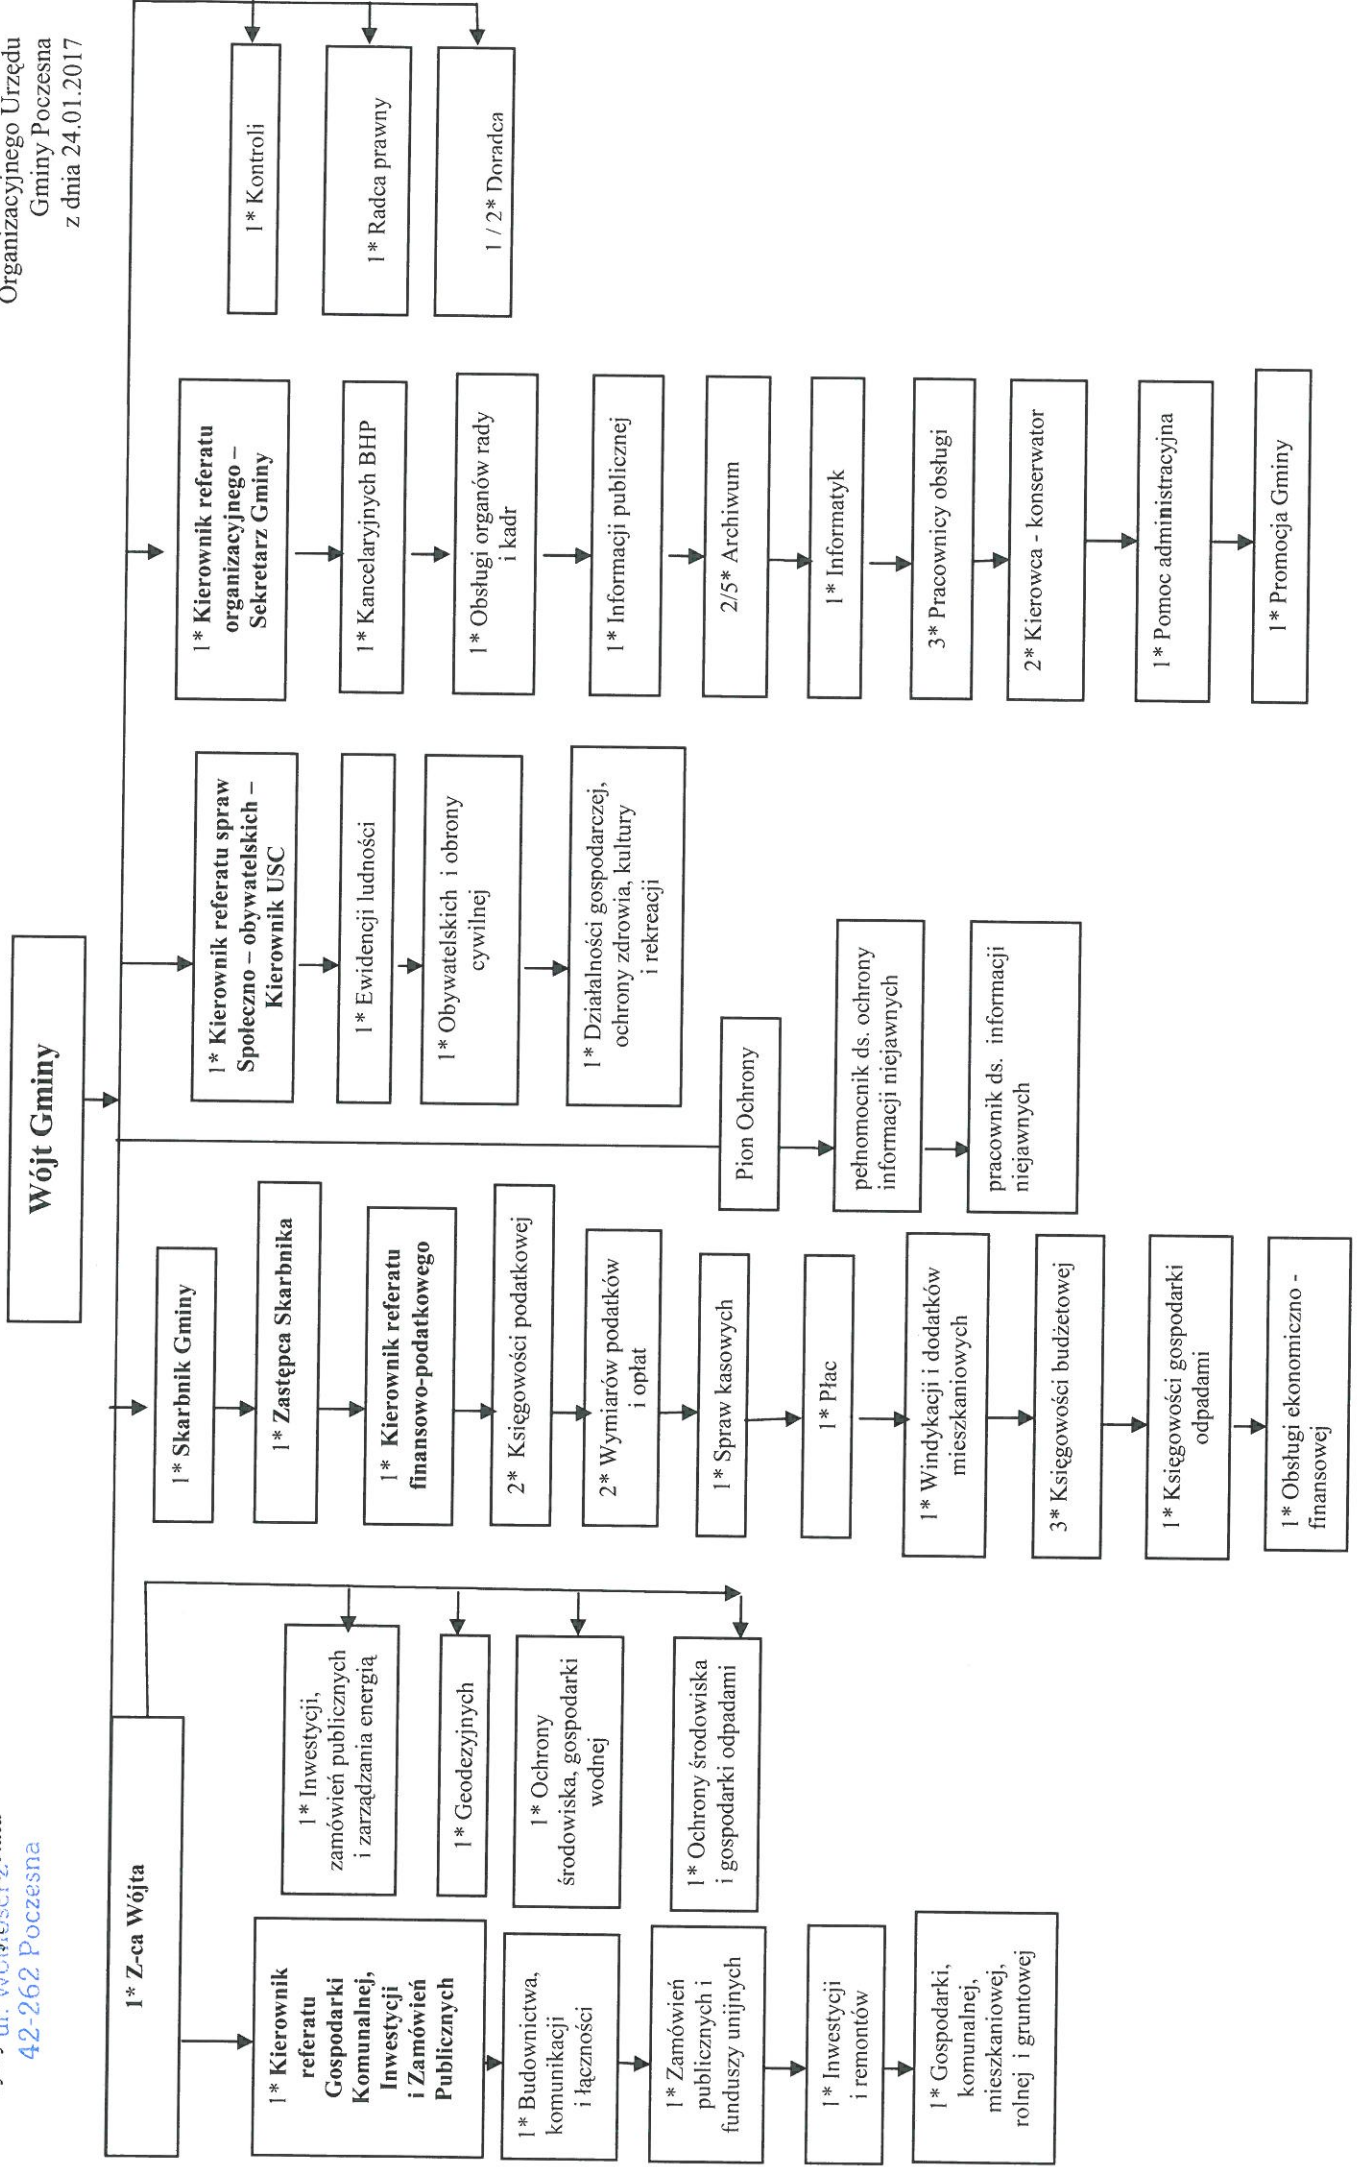 42-262 Poczesna
Organizacyjnego Urzędu
Gminy Poczesna
z dnia 24.01.2017
Wójt Gminy
1* Z-ca Wójta
1* Kierownik
referatu
Gospodarki
Komunalnej,
Inwestycji
i Zamówień
Publicznych
1* Budownictwa,
komunikacji
i łączności
1* Zamówień
publicznych i
funduszy unijnych
1* Inwestycji
i remontów
1* Gospodarki,
komunalnej,
mieszkaniowej,
rolnej i gruntowej
1* Inwestycji,
zamówień publicznych
i zarządzania energią
1* Geodezyjnych
1* Ochrony
środowiska, gospodarki
wodnej
1* Ochrony środowiska
i gospodarki odpadami
1* Skarbnik Gminy
1* Zastępca Skarbnika
1* Kierownik referatu
finansowo-podatkowego
2* Księgowości podatkowej
2* Wymiarów podatków
i opłat
1* Spraw kasowych
1* Płac
1* Windykacji i dodatków
mieszkaniowych
3* Księgowości budżetowej
1* Księgowości gospodarki
odpadami
1* Obsługi ekonomiczno -
finansowej
Pion Ochrony
pełnomocnik ds. ochrony
informacji niejawnych
pracownik ds. informacji
niejawnych
1* Kierownik referatu spraw
Społeczno – obywatelskich –
Kierownik USC
1* Ewidencji ludności
1* Obywatelskich i obrony
cywilnej
1* Działalności gospodarczej,
ochrony zdrowia, kultury
i rekreacji
1* Kierownik referatu
organizacyjnego –
Sekretarz Gminy
1* Kancelaryjnych BHP
1* Obsługi organów rady
i kadr
1* Informacji publicznej
2/5* Archiwum
1* Informatyk
3* Pracownicy obsługi
2* Kierowca - konserwator
1* Pomoc administracyjna
1* Promocja Gminy
1* Kontroli
1* Radca prawny
1 / 2* Doradca